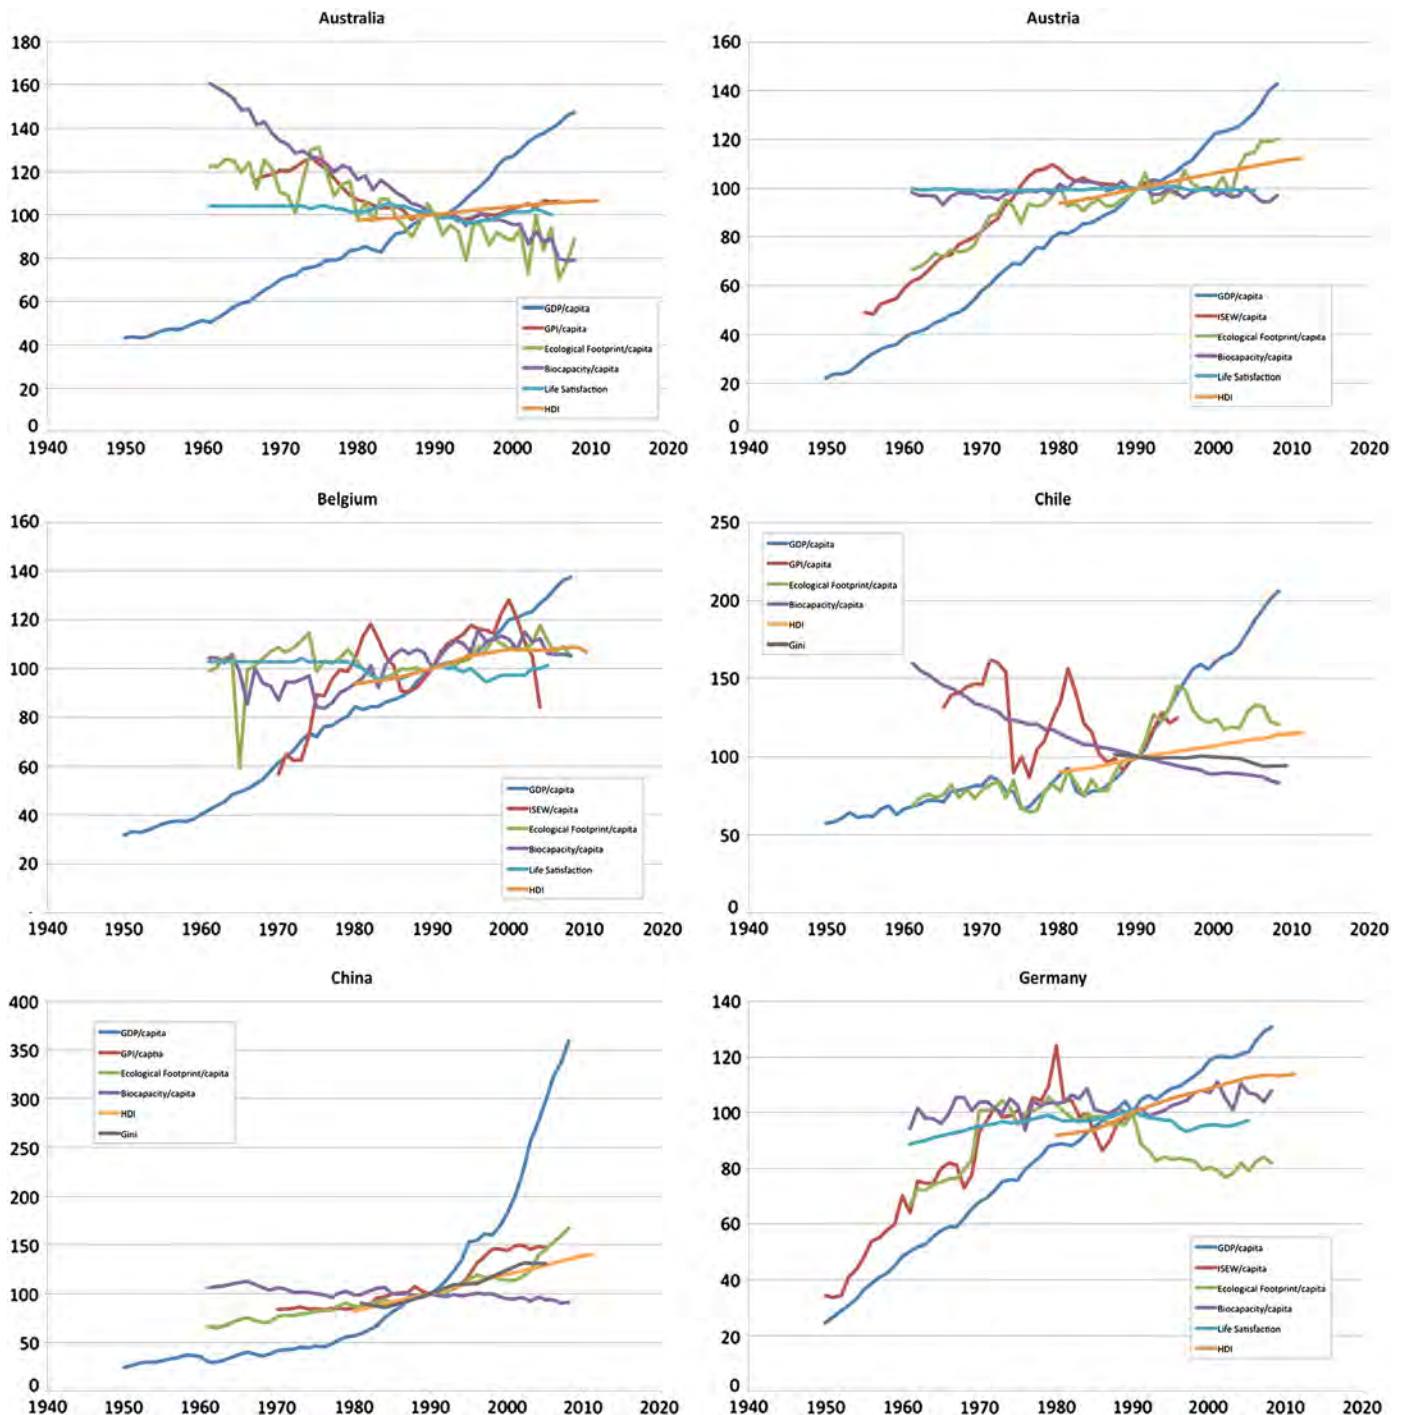 Australia
180
160
140
120
100
80
60
40
20
0
1940 1950 1960 1970 1980 1990 2000 2010 2020
GDP/capita
GPI/capita
Ecological Footprint/capita
Biocapacity/capita
Life Satisfaction
HDI
Austria
160
140
120
100
80
60
40
20
0
1940 1950 1960 1970 1980 1990 2000 2010 2020
GDP/capita
ISEW/capita
Ecological Footprint/capita
Biocapacity/capita
Life Satisfaction
HDI
Belgium
160
140
120
100
80
60
40
20
-
1940 1950 1960 1970 1980 1990 2000 2010 2020
GDP/capita
ISEW/capita
Ecological Footprint/capita
Biocapacity/capita
Life Satisfaction
HDI
Chile
250
200
150
100
50
0
1940 1950 1960 1970 1980 1990 2000 2010 2020
GDP/capita
GPI/capita
Ecological Footprint/capita
Biocapacity/capita
HDI
Gini
China
400
350
300
250
200
150
100
50
0
1940 1950 1960 1970 1980 1990 2000 2010 2020
GDP/capita
GPI/captia
Ecological Footprint/capita
Biocapacity/capita
HDI
Gini
Germany
140
120
100
80
60
40
20
0
1940 1950 1960 1970 1980 1990 2000 2010 2020
GDP/capita
ISEW/capita
Ecological Footprint/capita
Biocapacity/capita
Life Satisfaction
HDI